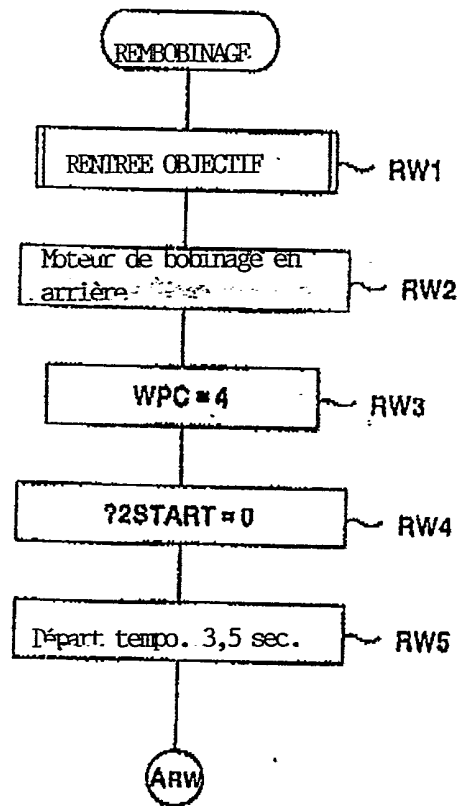 REMBOBINAGE
RENTREE OBJECTIF
RW1
Moteur de bobinage en
arrière
RW2
WPC = 4
RW3
?2START = 0
RW4
Départ tempo. 3,5 sec.
RW5
ARW